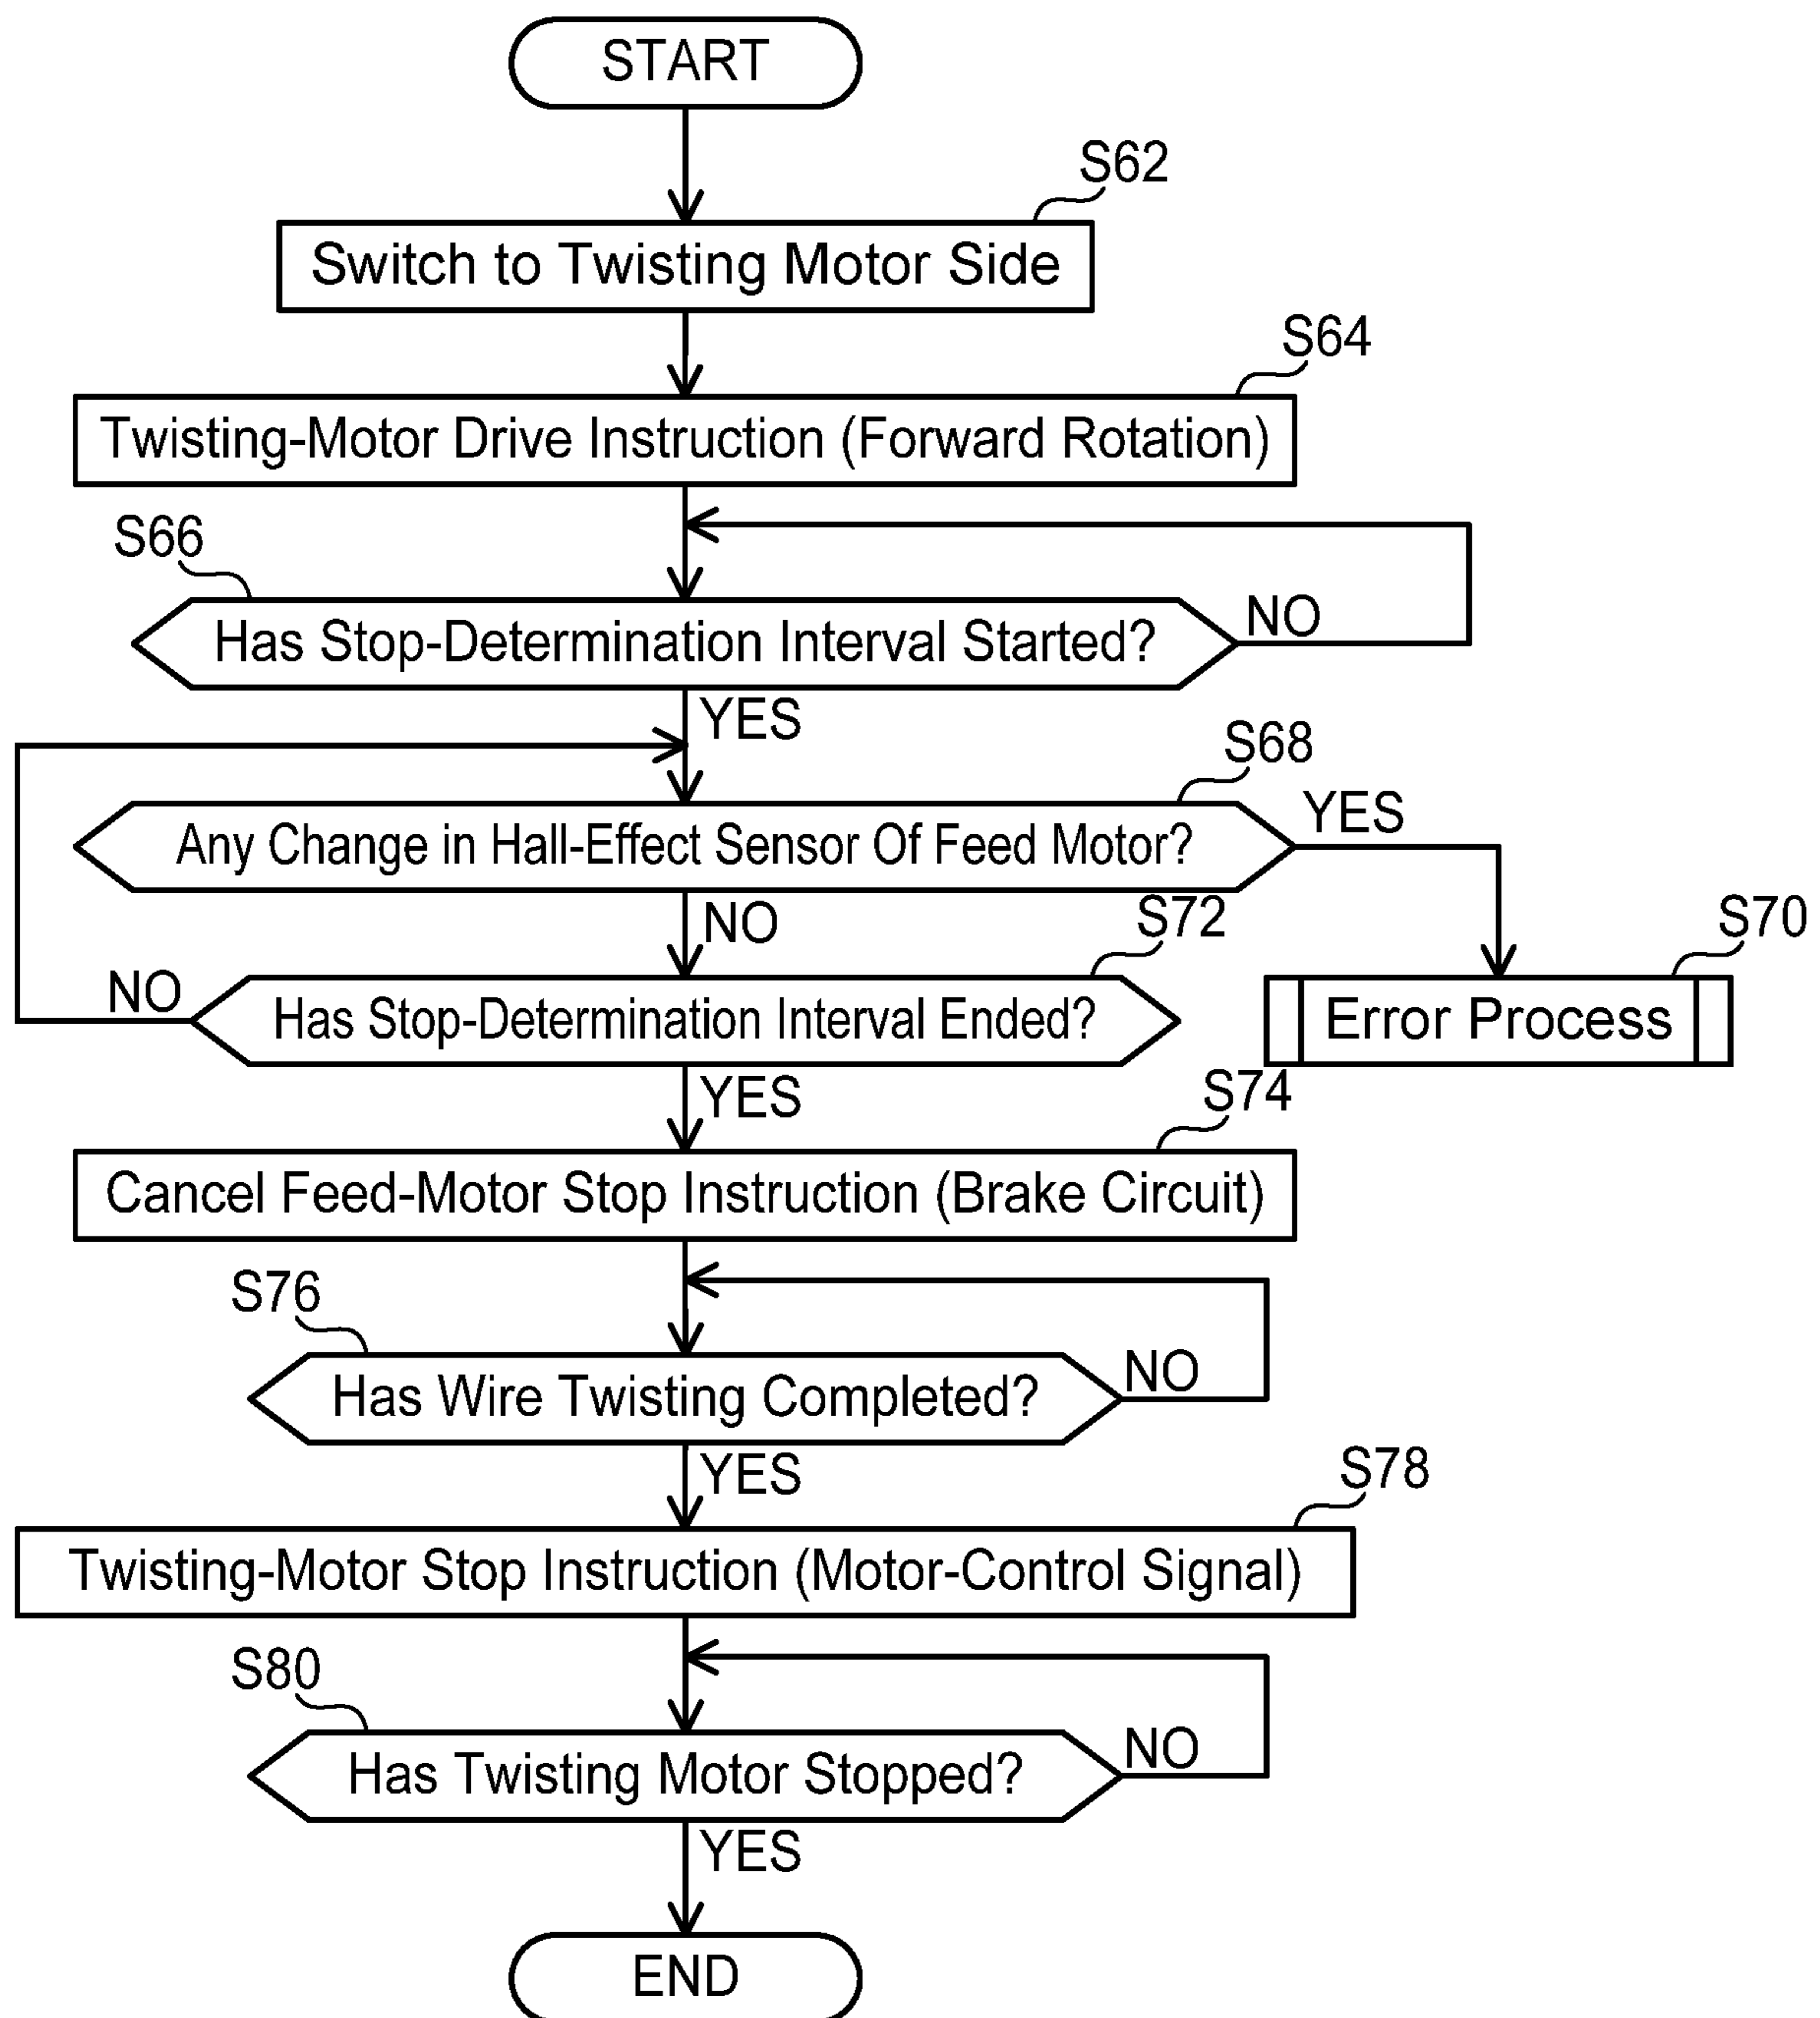 START
S62
Switch to Twisting Motor Side
S64
Twisting-Motor Drive Instruction (Forward Rotation)
S66
Has Stop-Determination Interval Started?
NO
YES
S68
Any Change in Hall-Effect Sensor Of Feed Motor?
YES
NO
S72
S70
NO
Has Stop-Determination Interval Ended?
Error Process
YES
S74
Cancel Feed-Motor Stop Instruction (Brake Circuit)
S76
Has Wire Twisting Completed?
NO
YES
S78
Twisting-Motor Stop Instruction (Motor-Control Signal)
S80
Has Twisting Motor Stopped?
NO
YES
END